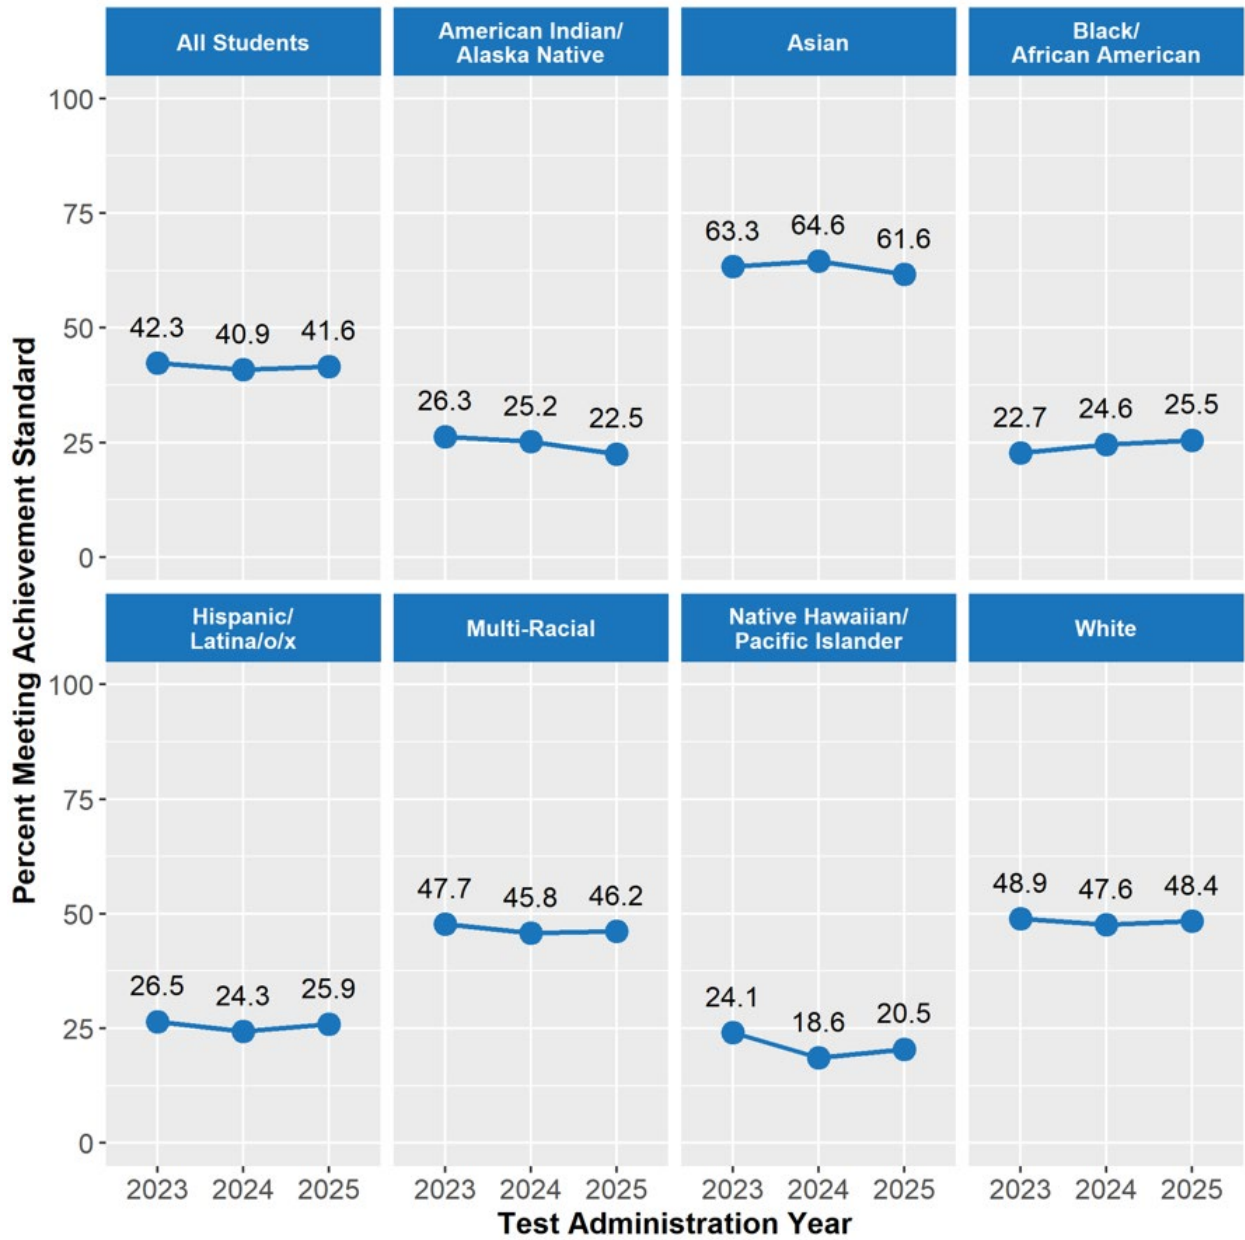 All Students
American Indian/
Alaska Native
Asian
Black/
African American
100
75
50
25
0
42.3 40.9 41.6
26.3 25.2 22.5
63.3 64.6 61.6
22.7 24.6 25.5
Hispanic/
Latina/o/x
Multi-Racial
Native Hawaiian/
Pacific Islander
White
100
75
50
25
0
26.5 24.3 25.9
47.7 45.8 46.2
24.1 18.6 20.5
48.9 47.6 48.4
2023 2024 2025 2023 2024 2025 2023 2024 2025 2023 2024 2025
Test Administration Year
Percent Meeting Achievement Standard